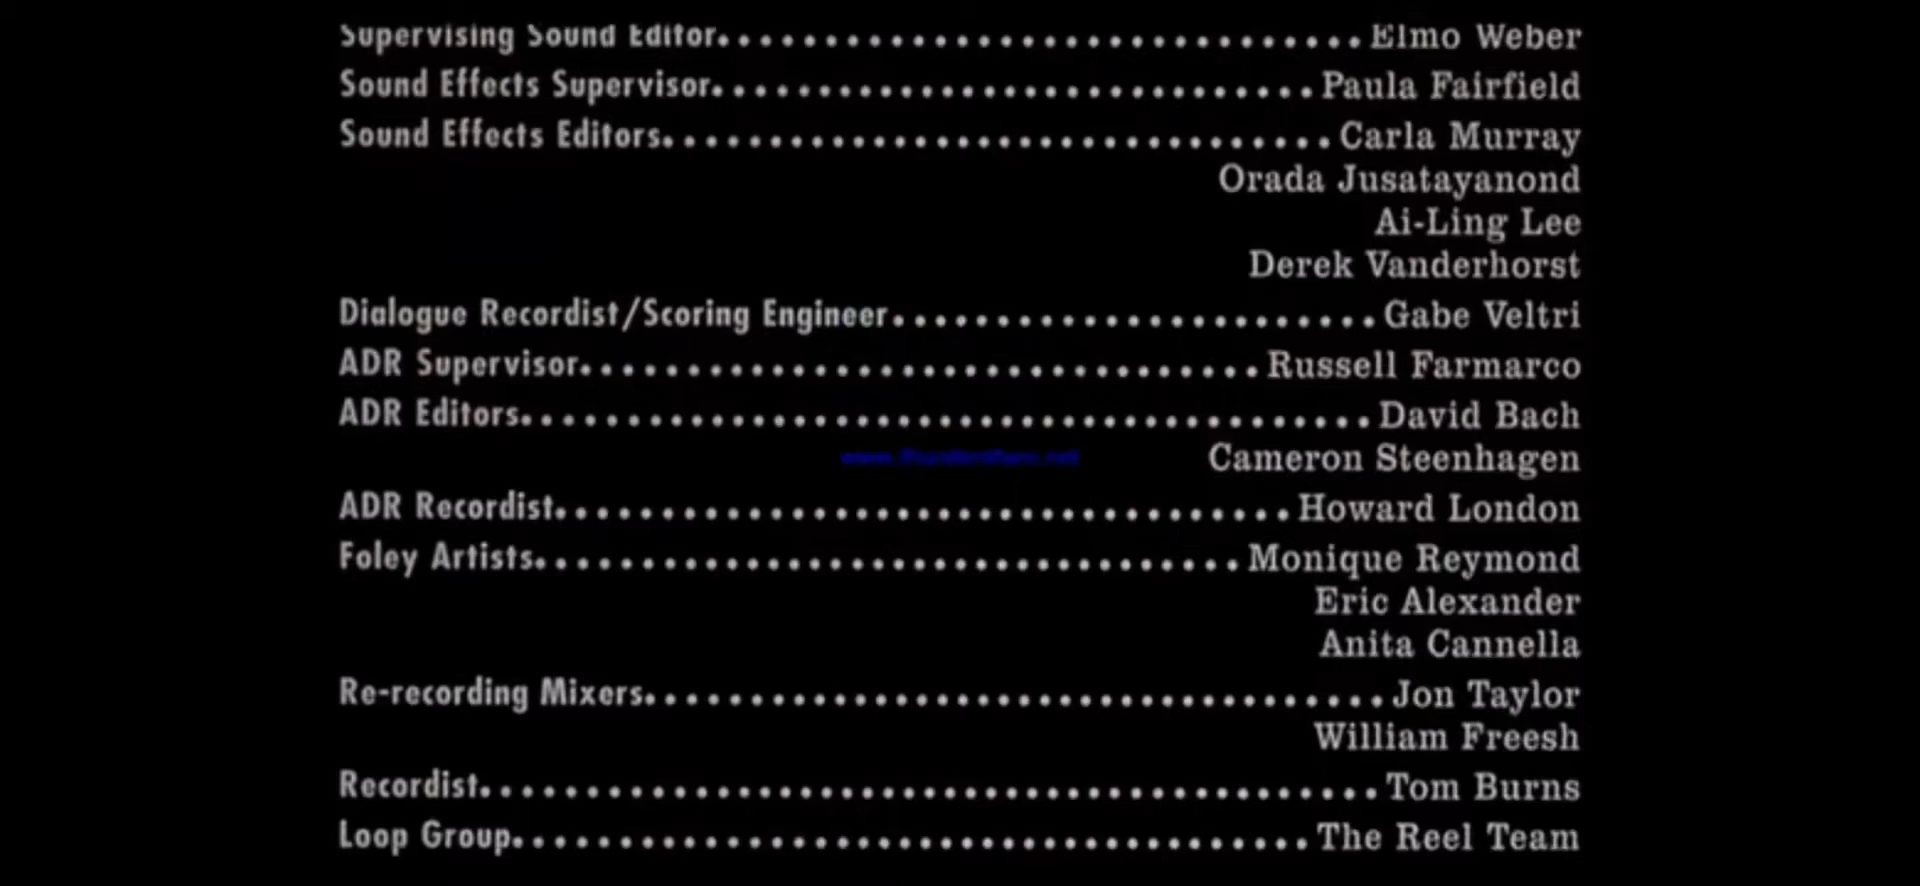 Supervising Sound Editor..............................Elmo Weber
Sound Effects Supervisor.............................Paula Fairfield
Sound Effects Editors................................Carla Murray
Orada Jusatayanond
Ai-Ling Lee
Derek Vanderhorst
Dialogue Recordist/Scoring Engineer.......................Gabe Veltri
ADR Supervisor................................Russell Farmarco
ADR Editors........................................David Bach
Cameron Steenhagen
ADR Recordist...................................Howard London
Foley Artists.................................Monique Reymond
Eric Alexander
Anita Cannella
Re-recording Mixers...................................Jon Taylor
William Freesh
Recordist..........................................Tom Burns
Loop Group.....................................The Reel Team